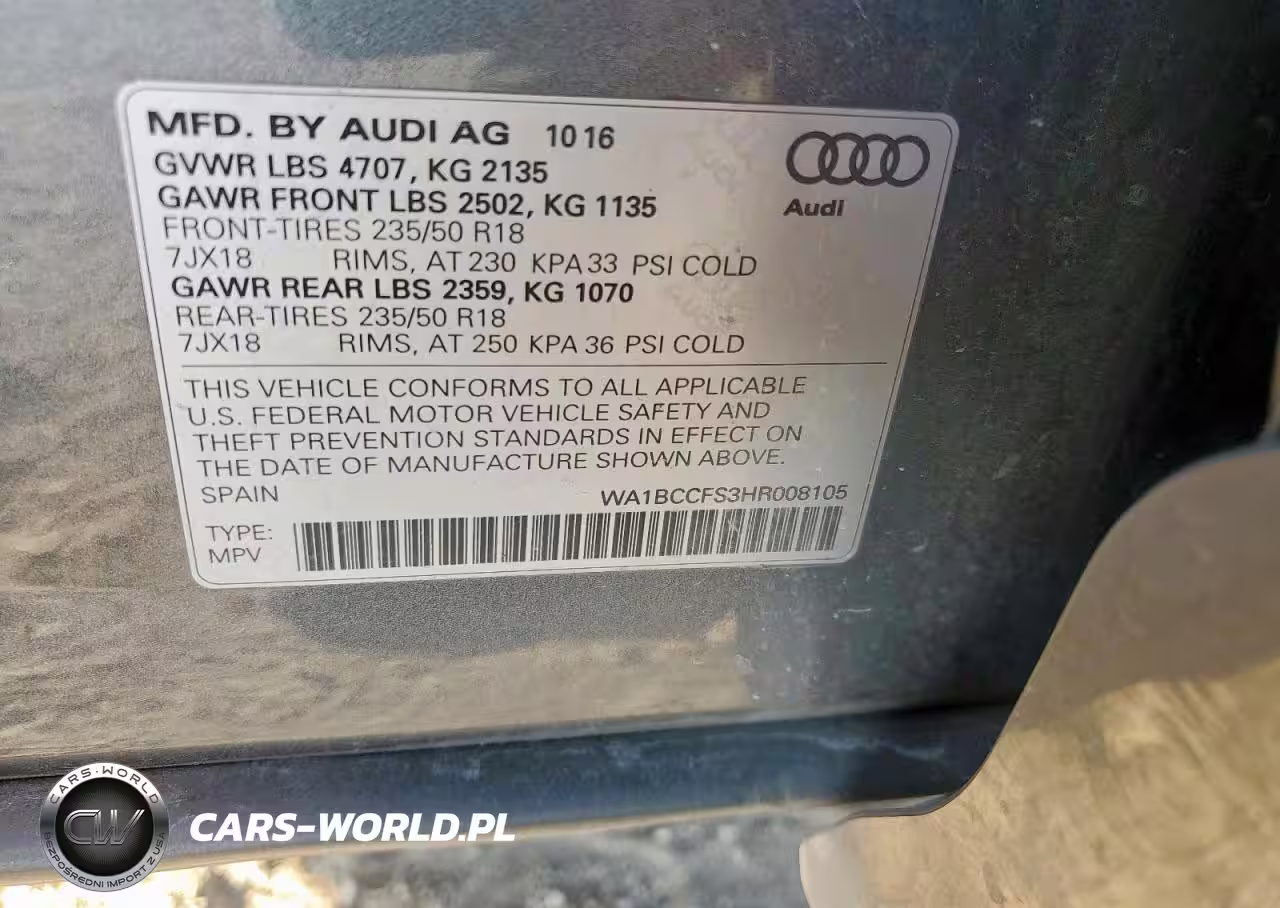 MFD. BY AUDI AG 10 16
GVWR LBS 4707, KG 2135
GAWR FRONT LBS 2502, KG 1135
FRONT-TIRES 235/50 R18
7JX18 RIMS, AT 230 KPA 33 PSI COLD
GAWR REAR LBS 2359, KG 1070
REAR-TIRES 235/50 R18
7JX18 RIMS, AT 250 KPA 36 PSI COLD
Audi
THIS VEHICLE CONFORMS TO ALL APPLICABLE
U.S. FEDERAL MOTOR VEHICLE SAFETY AND
THEFT PREVENTION STANDARDS IN EFFECT ON
THE DATE OF MANUFACTURE SHOWN ABOVE.
SPAIN WA1BCCFS3HR008105
TYPE:
MPV
CARS-WORLD
CW
BEZPOŚREDNI IMPORT Z USA
CARS-WORLD.PL